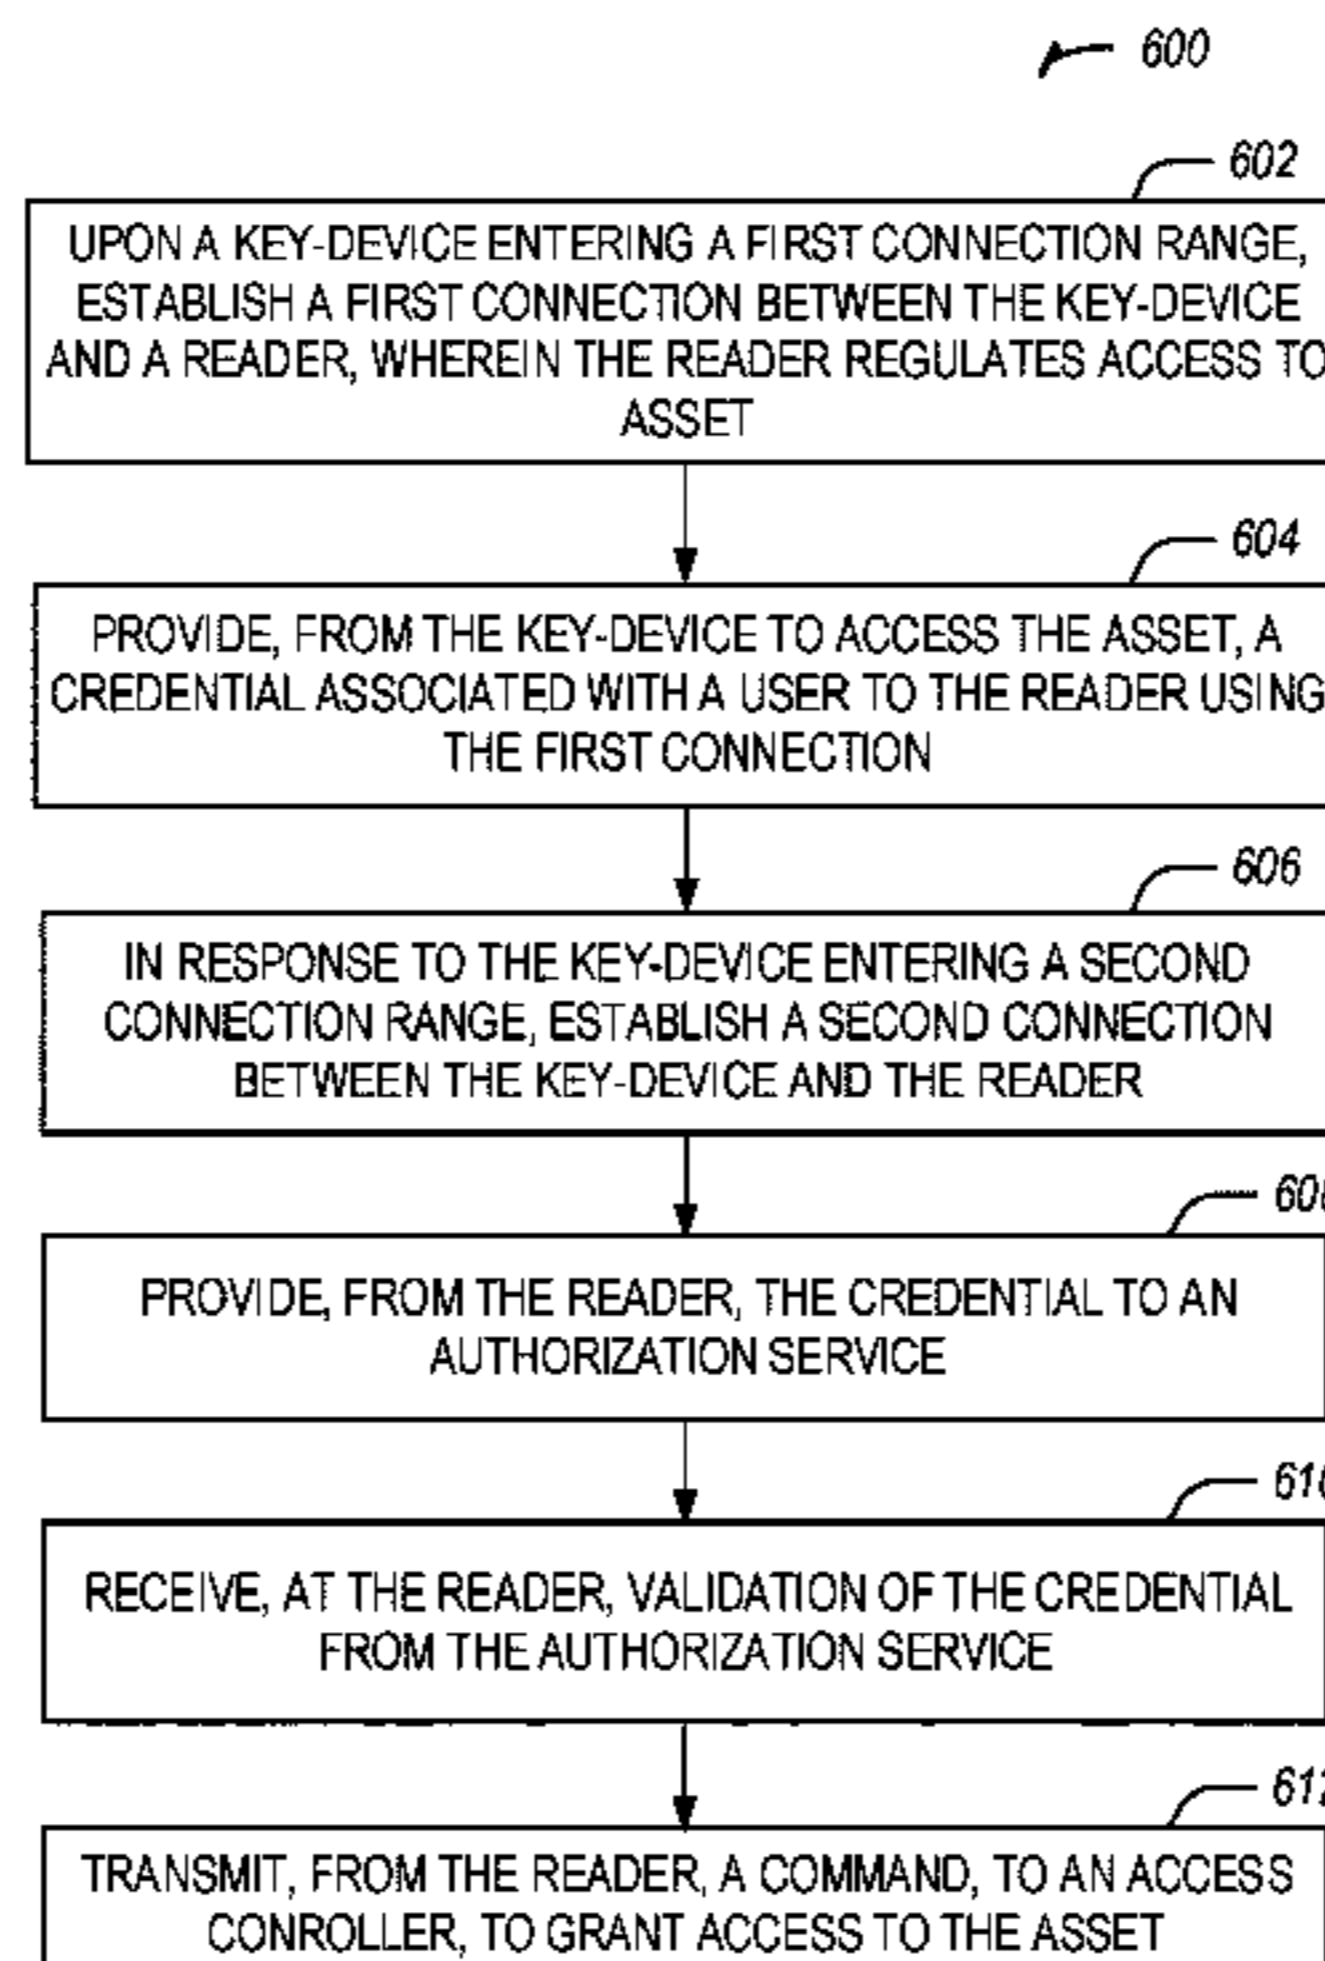 600
602
UPON A KEY-DEVICE ENTERING A FIRST CONNECTION RANGE,
ESTABLISH A FIRST CONNECTION BETWEEN THE KEY-DEVICE
AND A READER, WHEREIN THE READER REGULATES ACCESS TO
ASSET
604
PROVIDE, FROM THE KEY-DEVICE TO ACCESS THE ASSET, A
CREDENTIAL ASSOCIATED WITH A USER TO THE READER USING
THE FIRST CONNECTION
606
IN RESPONSE TO THE KEY-DEVICE ENTERING A SECOND
CONNECTION RANGE, ESTABLISH A SECOND CONNECTION
BETWEEN THE KEY-DEVICE AND THE READER
608
PROVIDE, FROM THE READER, THE CREDENTIAL TO AN
AUTHORIZATION SERVICE
610
RECEIVE, AT THE READER, VALIDATION OF THE CREDENTIAL
FROM THE AUTHORIZATION SERVICE
612
TRANSMIT, FROM THE READER, A COMMAND, TO AN ACCESS
CONROLLER, TO GRANT ACCESS TO THE ASSET